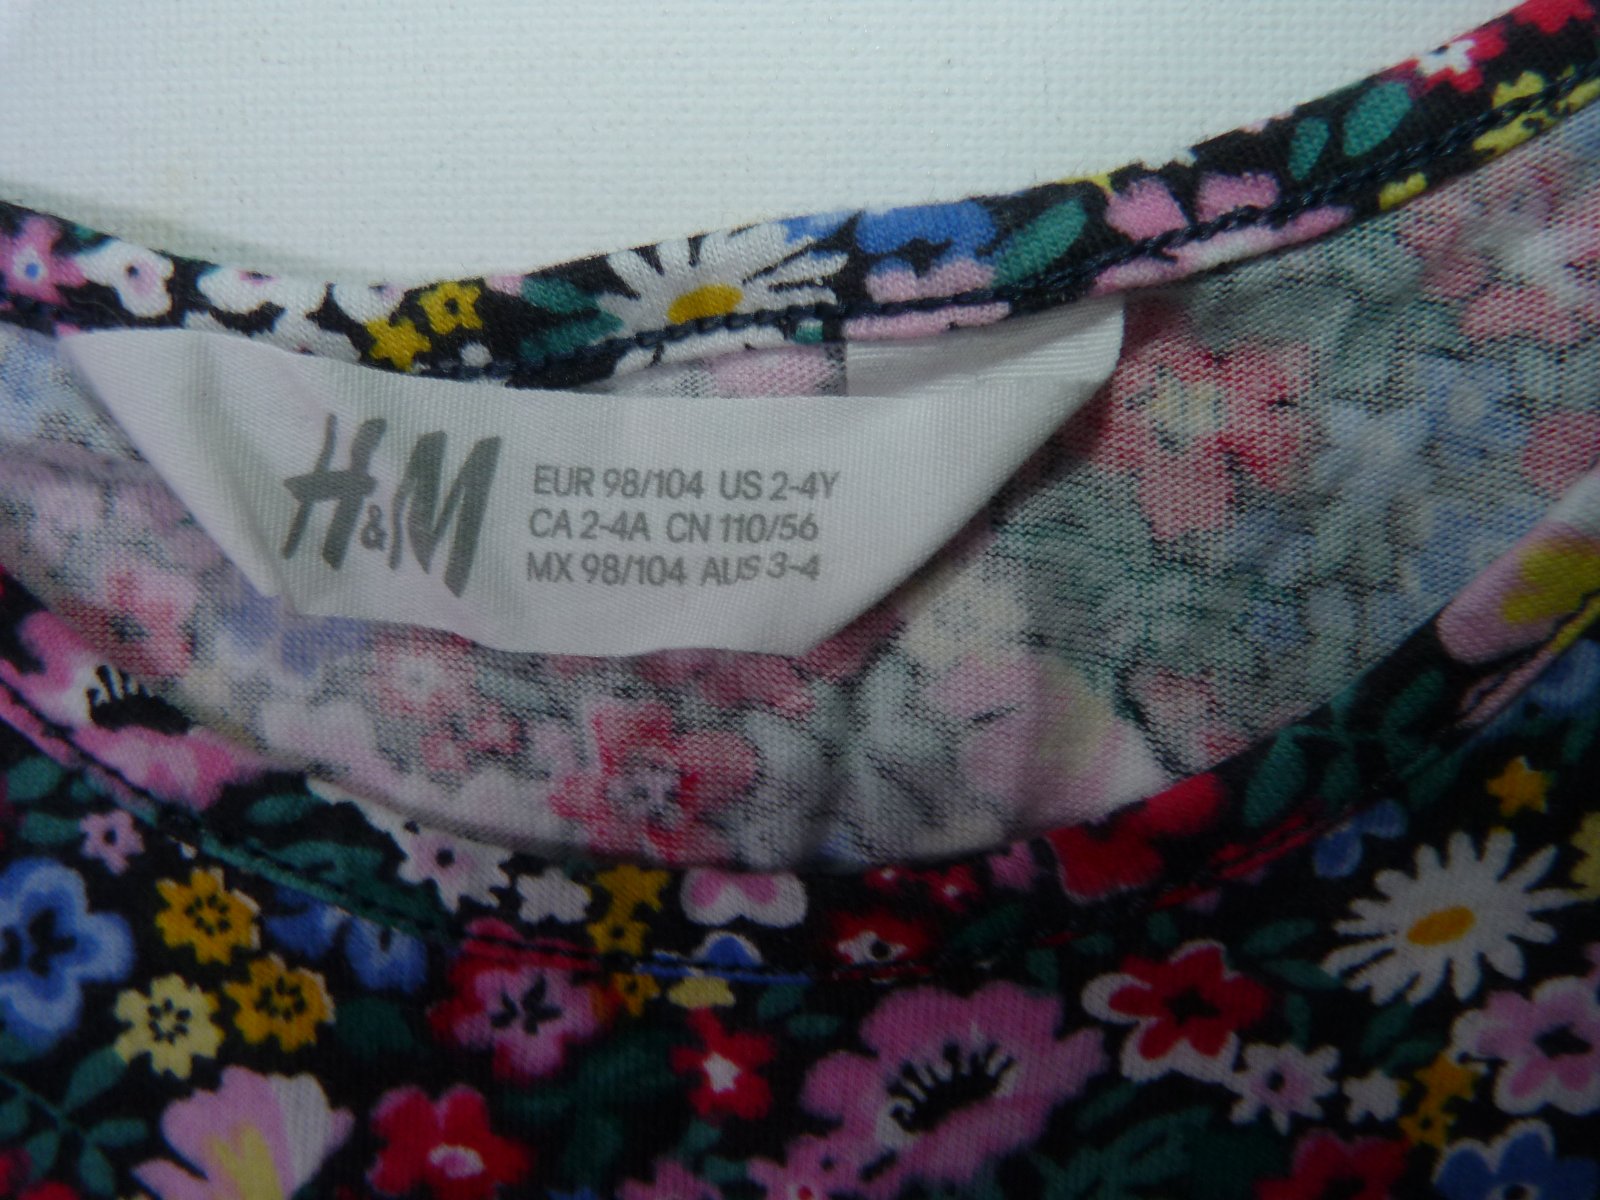 H&M
EUR 98/104 US 2-4Y
CA 2-4A CN 110/56
MX 98/104 AUS 3-4